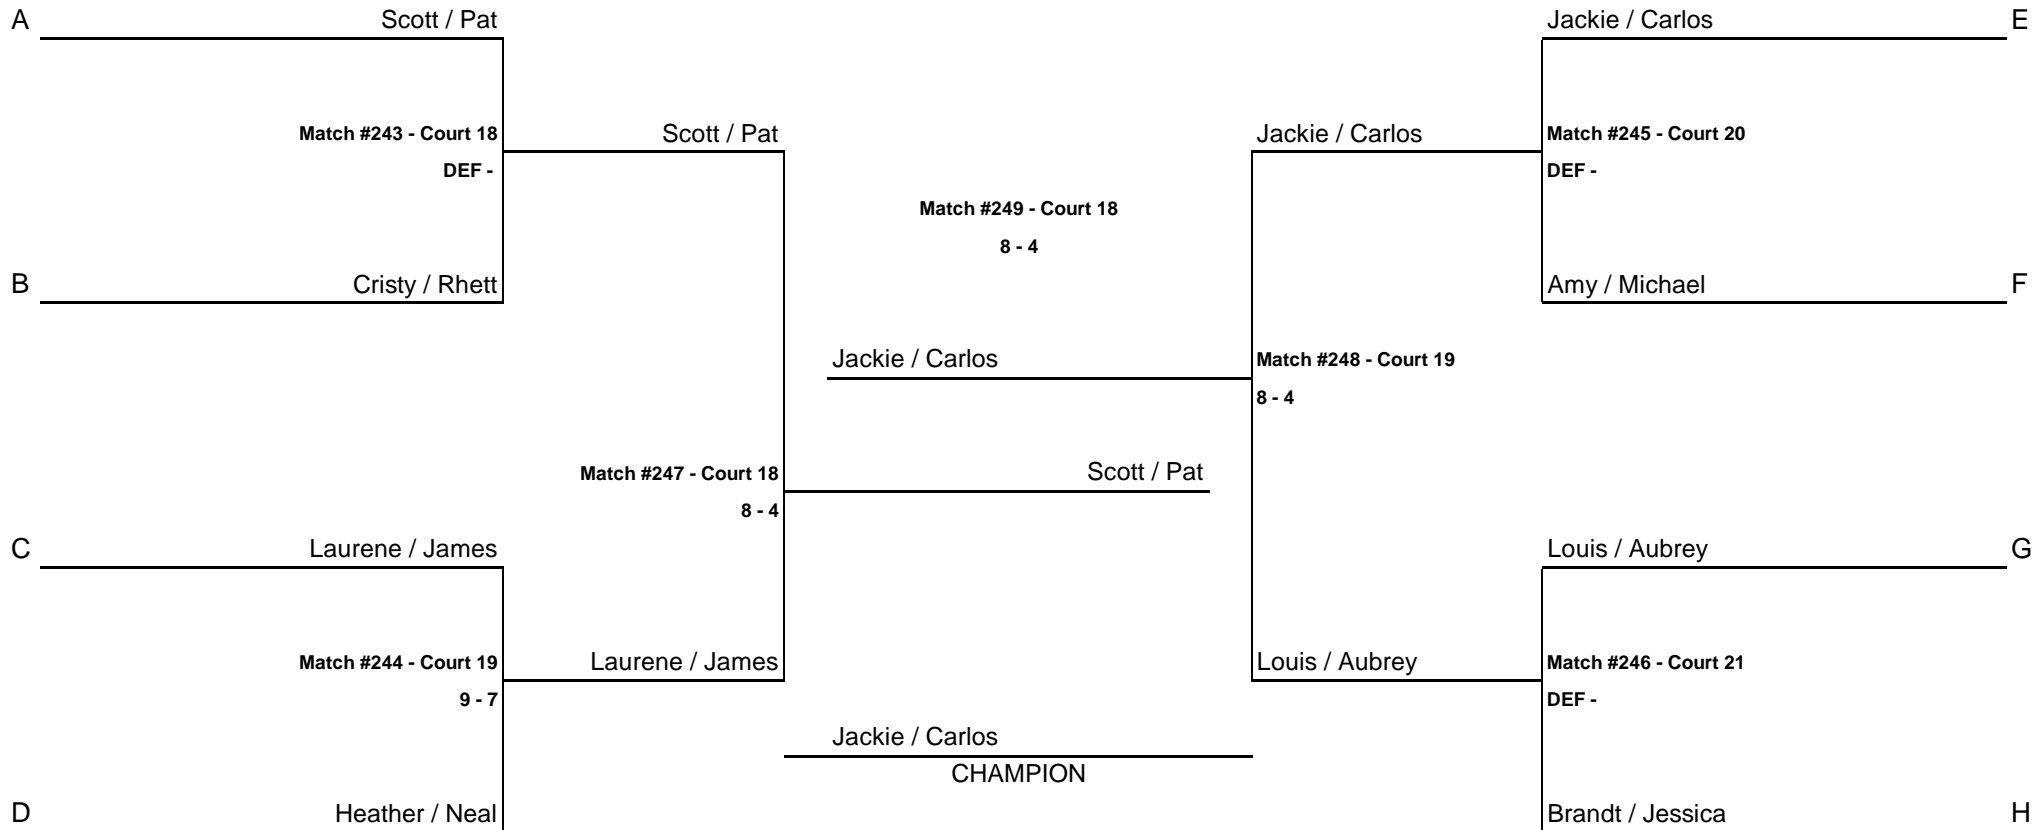 A Scott / Pat Jackie / Carlos E
Match #243 - Court 18 Scott / Pat Jackie / Carlos Match #245 - Court 20
DEF - DEF -
Match #249 - Court 18
8 - 4
B Cristy / Rhett Amy / Michael F
Jackie / Carlos Match #248 - Court 19
8 - 4
Match #247 - Court 18 Scott / Pat
8 - 4
C Laurene / James Louis / Aubrey G
Match #244 - Court 19 Laurene / James Louis / Aubrey Match #246 - Court 21
9 - 7 DEF -
Jackie / Carlos
CHAMPION
D Heather / Neal Brandt / Jessica H